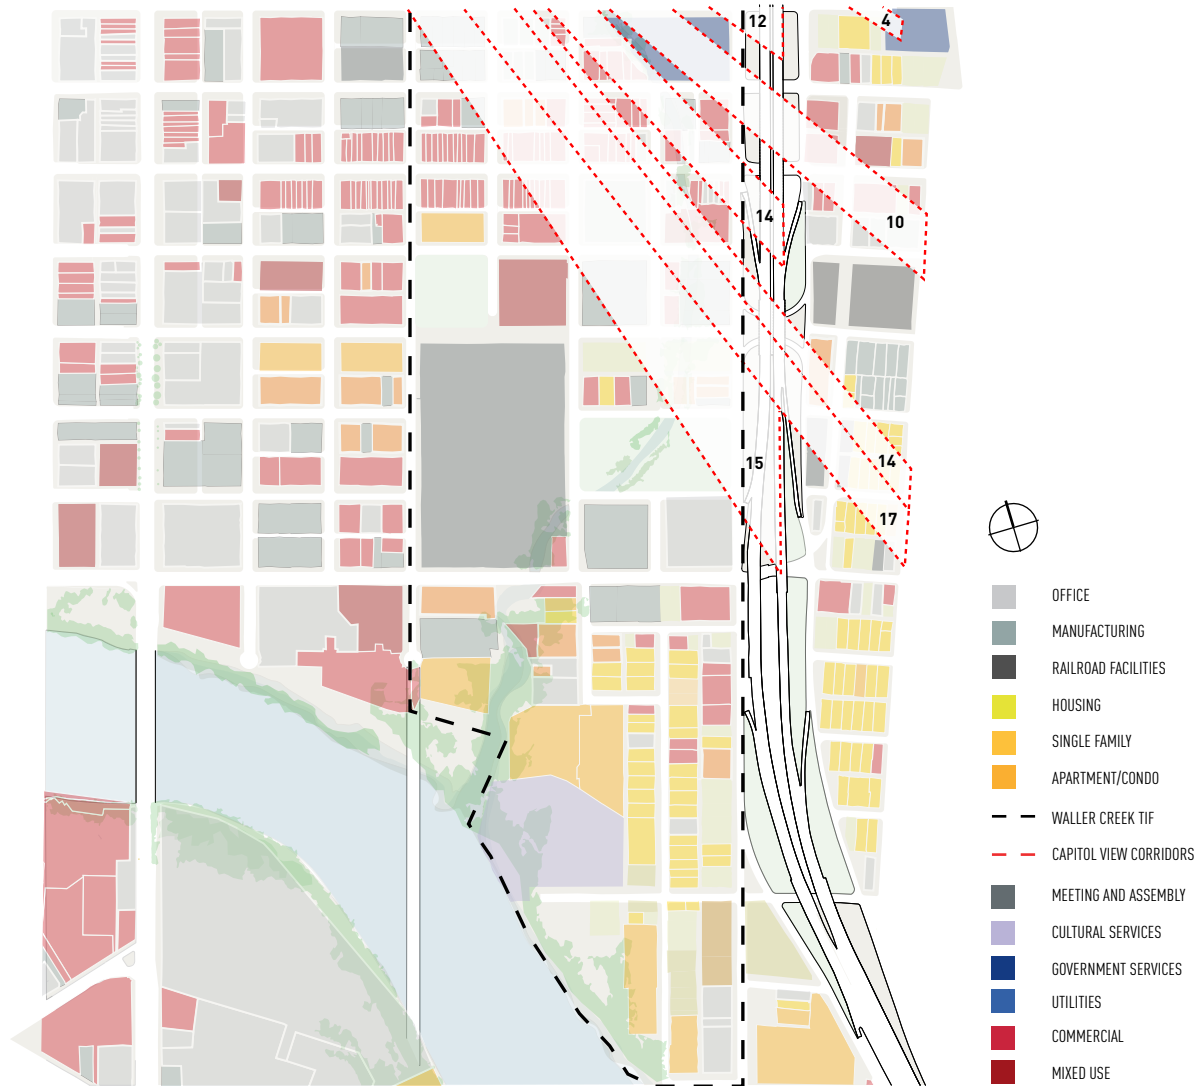 12
4
14
10
15
14
17
OFFICE
MANUFACTURING
RAILROAD FACILITIES
HOUSING
SINGLE FAMILY
APARTMENT/CONDO
WALLER CREEK TIF
CAPITOL VIEW CORRIDORS
MEETING AND ASSEMBLY
CULTURAL SERVICES
GOVERNMENT SERVICES
UTILITIES
COMMERCIAL
MIXED USE